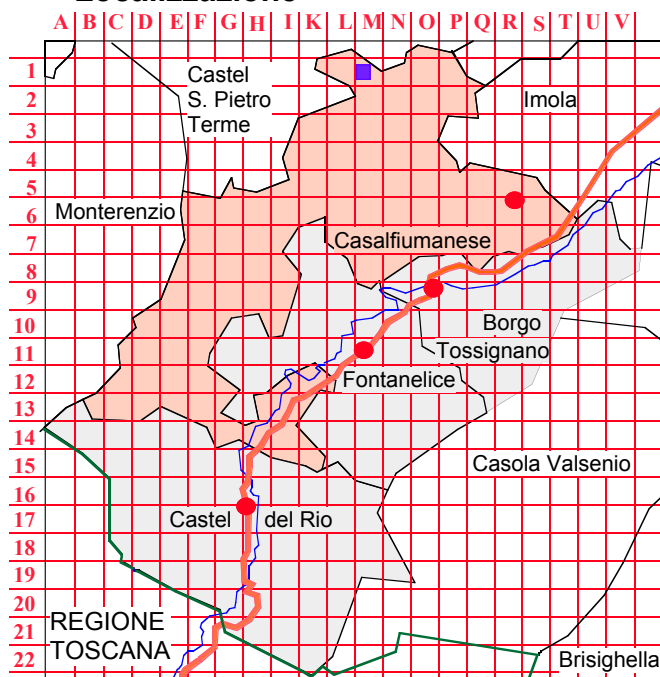 Localizzazione
A B C D E F G H I K L M N O P Q R S T U V
1
2
3
4
5
6
7
8
9
10
11
12
13
14
15
16
17
18
19
20
21
22
Castel
S. Pietro
Terme
Imola
Monterenzio
Casalfiumanese
Borgo
Tossignano
Fontanelice
Casola Valsenio
Castel del Rio
REGIONE
TOSCANA
Brisighella